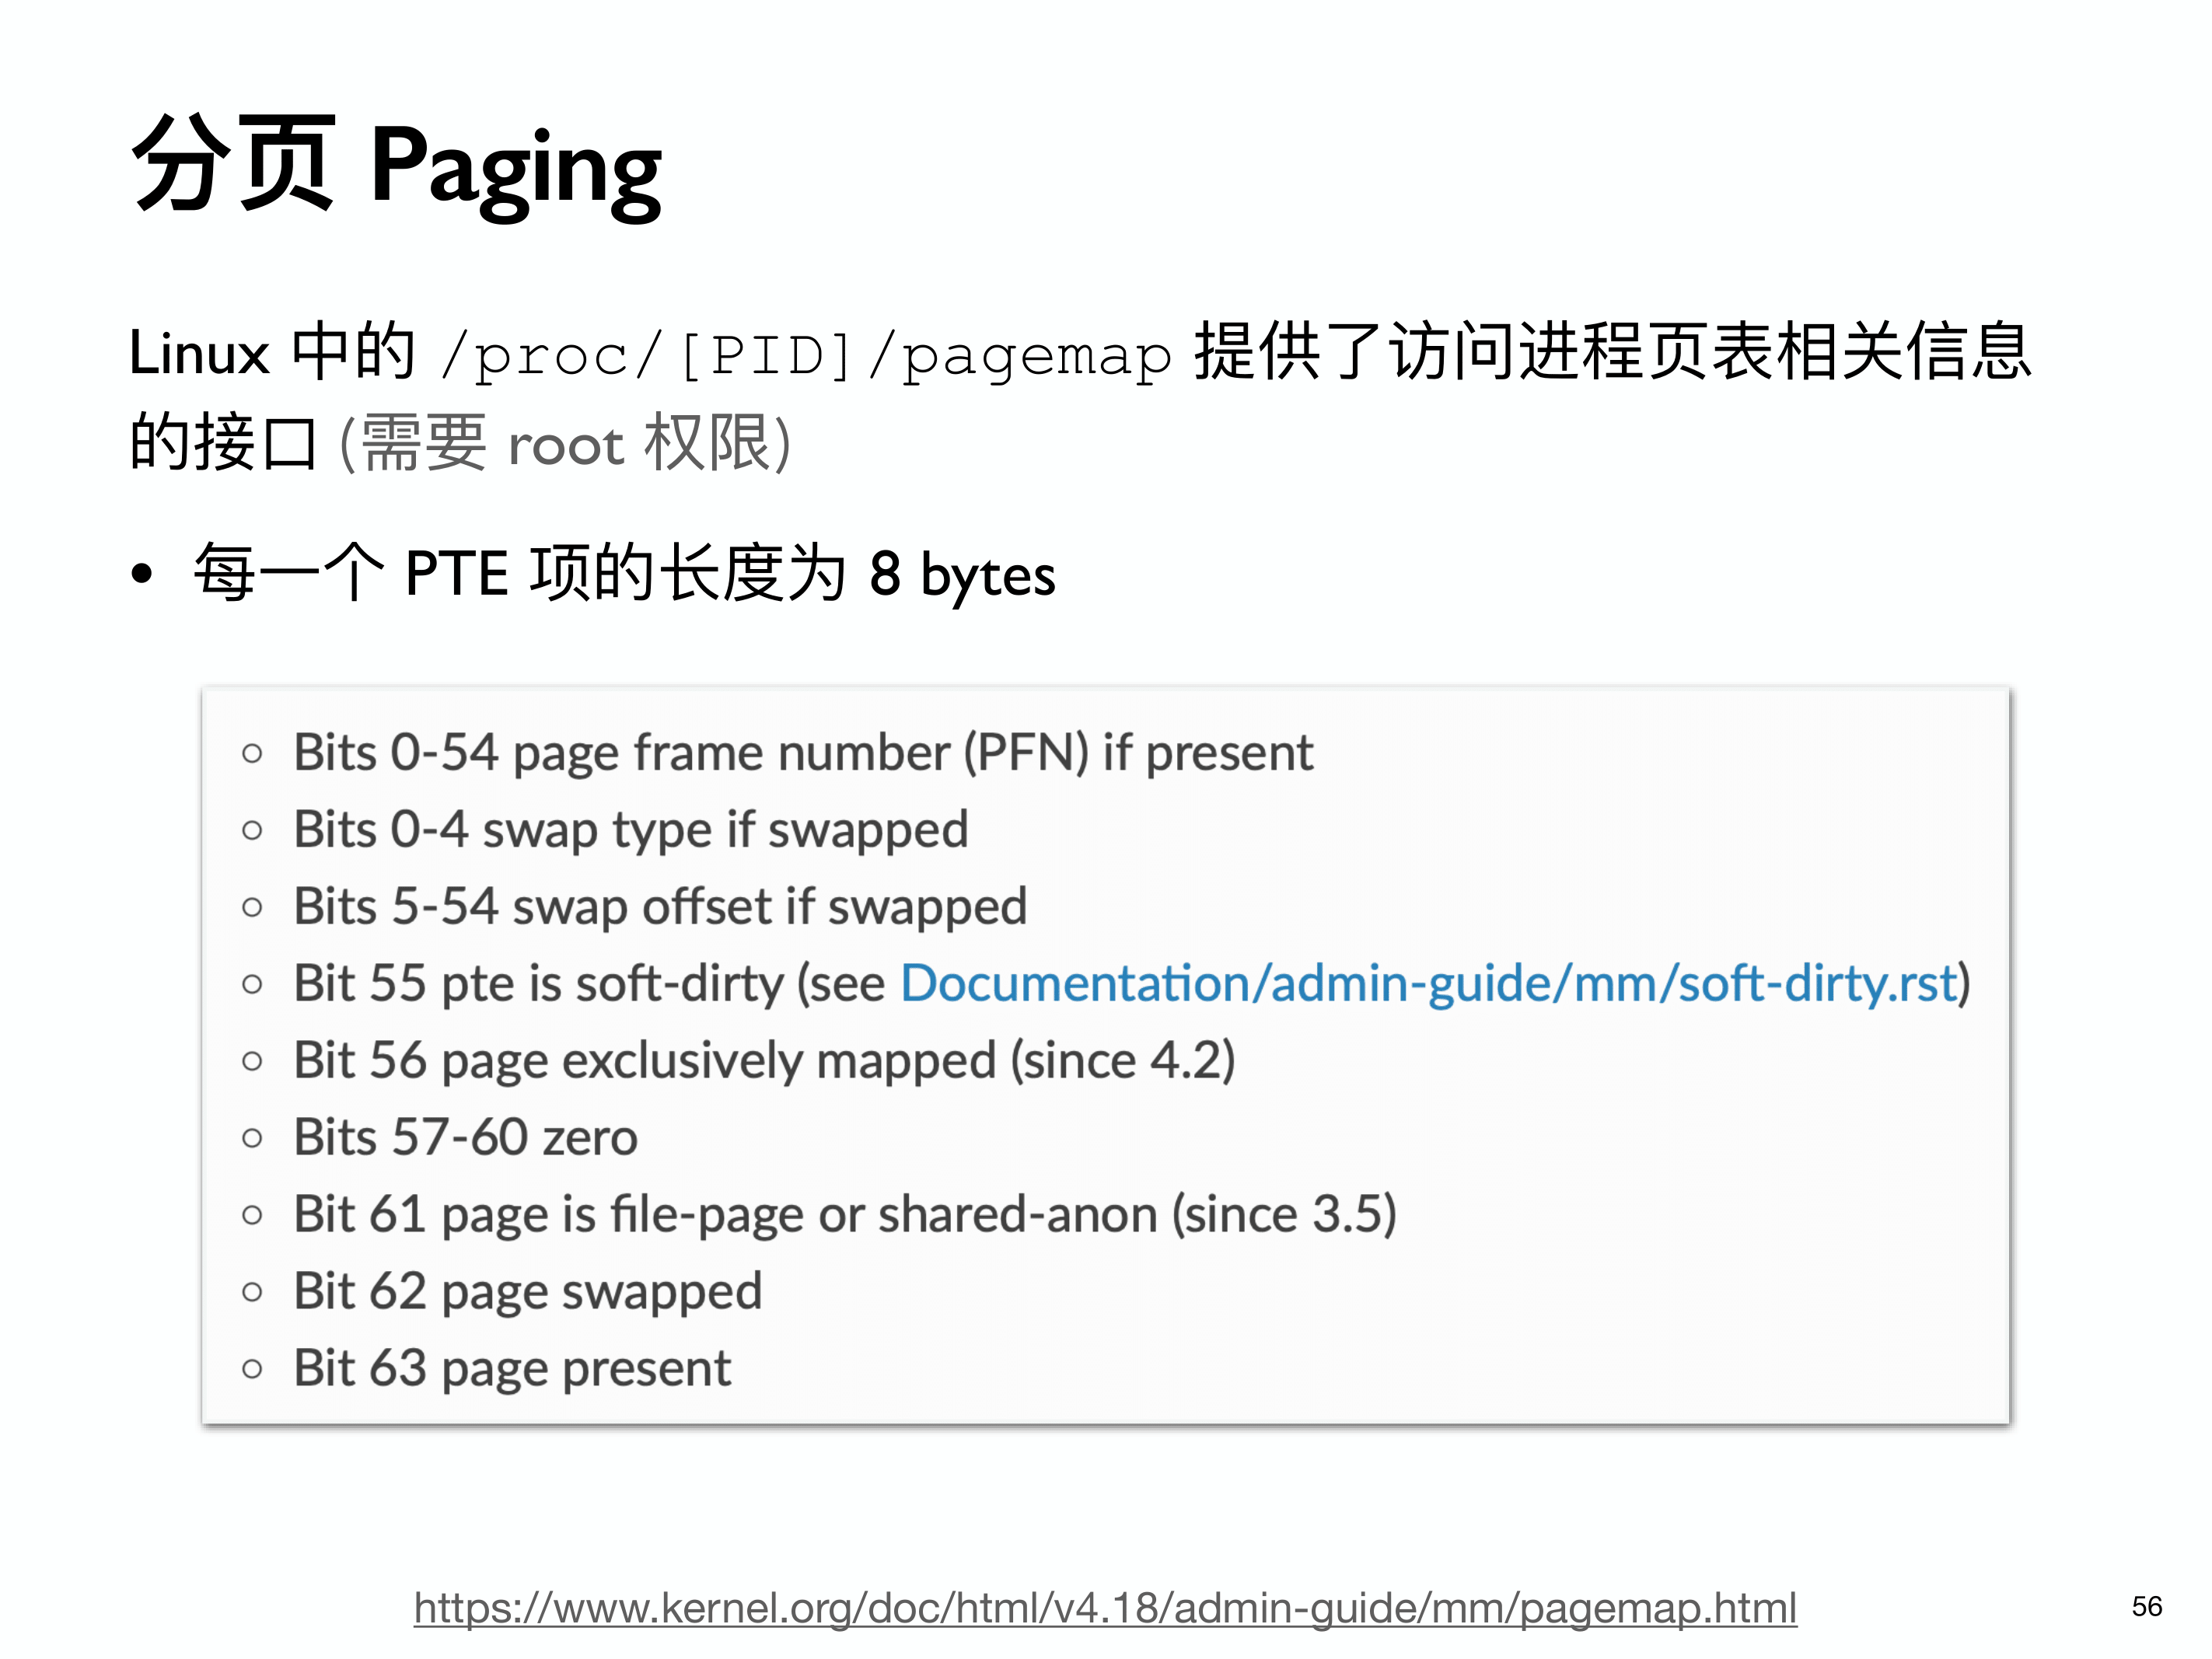 分页 Paging
Linux 中的 /proc/[PID]/pagemap 提供了访问进程页表相关信息
的接口 (需要 root 权限)
• 每一个 PTE 项的长度为 8 bytes
○ Bits 0-54 page frame number (PFN) if present
○ Bits 0-4 swap type if swapped
○ Bits 5-54 swap offset if swapped
○ Bit 55 pte is soft-dirty (see Documentation/admin-guide/mm/soft-dirty.rst)
○ Bit 56 page exclusively mapped (since 4.2)
○ Bits 57-60 zero
○ Bit 61 page is file-page or shared-anon (since 3.5)
○ Bit 62 page swapped
○ Bit 63 page present
https://www.kernel.org/doc/html/v4.18/admin-guide/mm/pagemap.html
56